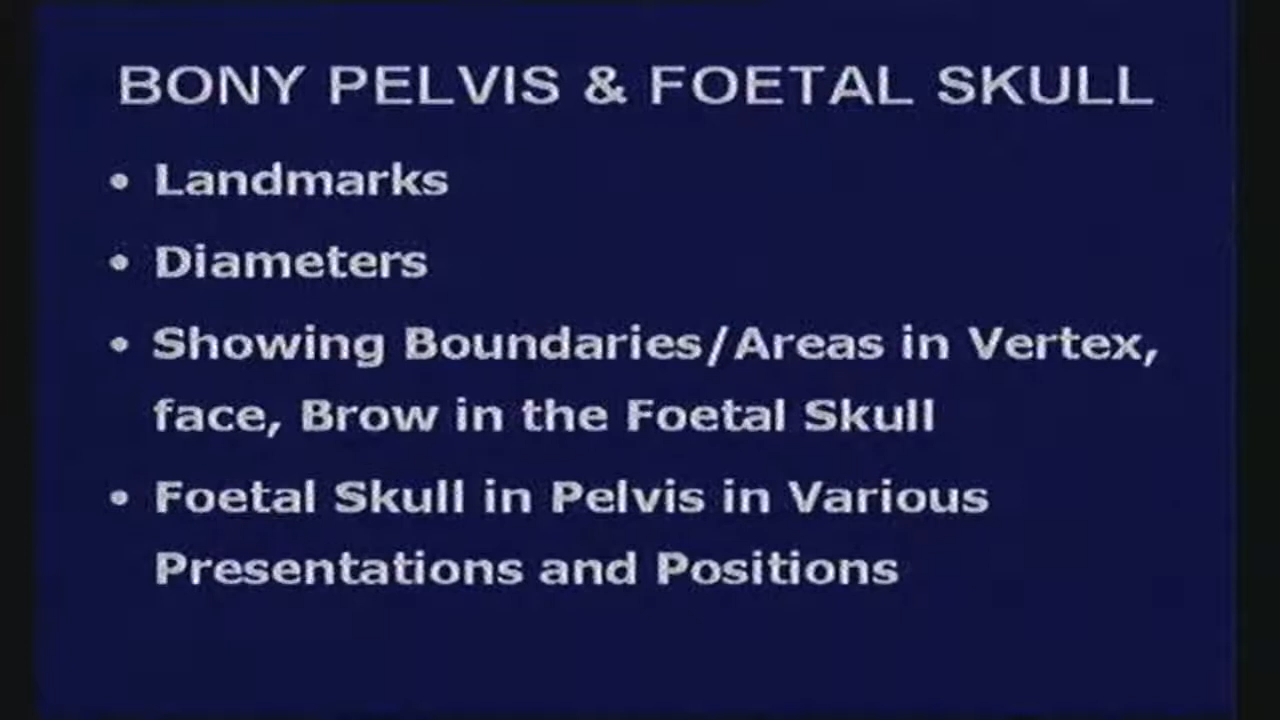 BONY PELVIS & FOETAL SKULL
• Landmarks
• Diameters
• Showing Boundaries/Areas in Vertex,
face, Brow in the Foetal Skull
• Foetal Skull in Pelvis in Various
Presentations and Positions